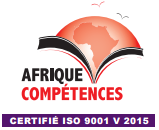 AFRIQUE
COMPÉTENCES
CERTIFIÉ ISO 9001 V 2015